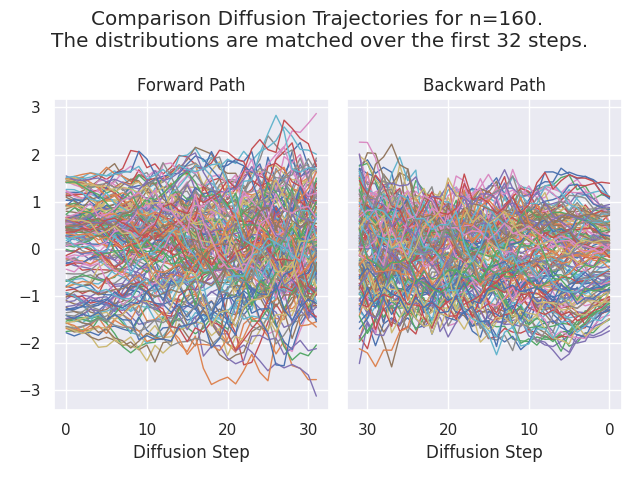 Comparison Diffusion Trajectories for n=160.
The distributions are matched over the first 32 steps.
Forward Path
Backward Path
3
2
1
0
−1
−2
−3
0 10 20 30
30 20 10 0
Diffusion Step
Diffusion Step